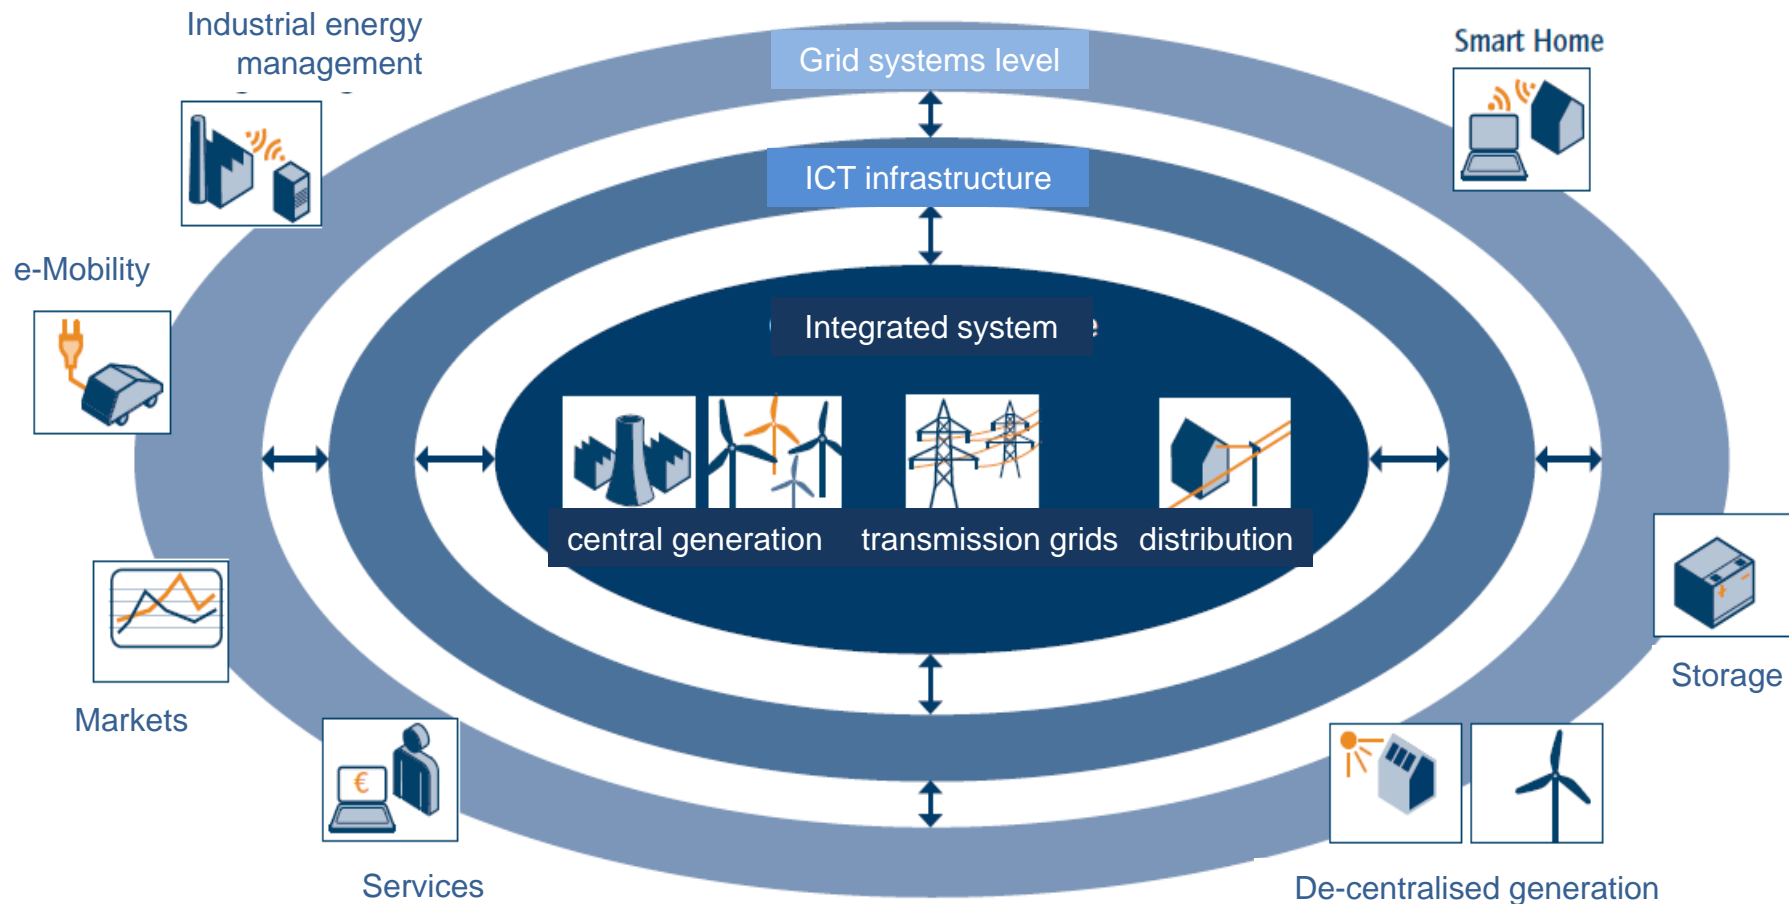 Industrial energy
management
Grid systems level
Smart Home
ICT infrastructure
e-Mobility
Integrated system
central generation
transmission grids
distribution
Storage
Markets
€
Services
De-centralised generation